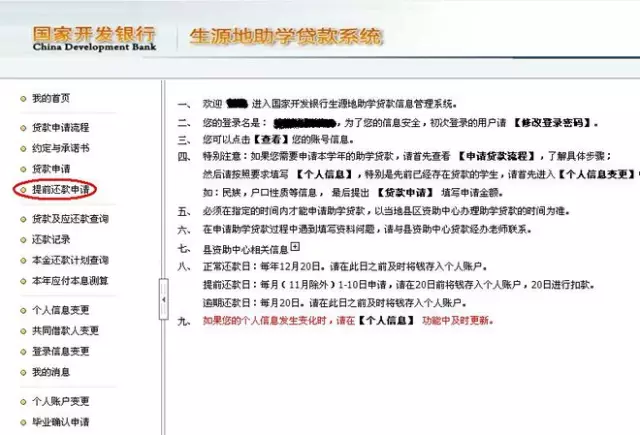 国家开发银行
China Development Bank
生源地助学贷款系统
我的首页
贷款申请流程
约定与承诺书
贷款申请
提前还款申请
贷款及应还款查询
还款记录
本金还款计划查询
本年应付本息测算
个人信息变更
共同借款人变更
登录信息变更
我的消息
个人账户变更
毕业确认申请
一、 欢迎 进入国家开发银行生源地助学贷款信息管理系统。
二、 您的登录名是: ,为了您的信息安全,初次登录的用户请【修改登录密码】。
三、 您可以点击【查看】您的账号信息。
四、 特别注意:如果您需要申请本学年的助学贷款,请首先查看【申请贷款流程】,了解具体步骤;
然后请按照要求填写【个人信息】,特别是先前已经存在贷款的学生,请首先进入【个人信息变更】中
如:民族,户口性质等信息,最后提出【贷款申请】填写申请金额。
五、 必须在指定的时间内才能申请助学贷款,以当地县区资助中心办理助学贷款的时间为准。
六、 在申请助学贷款过程中遇到填写资料问题,请与县资助中心贷款经办老师联系。
七、 县资助中心相关信息
八、 正常还款日:每年12月20日。请在此日之前及时将钱存入个人账户。
提前还款日:每月(11月除外)1-10日申请,请在20日前将钱存入个人账户,20日进行扣款。
逾期还款日:每月20日。请在此日之前及时将钱存入个人账户。
九、 如果您的个人信息发生变化时,请在【个人信息】功能中及时更新。